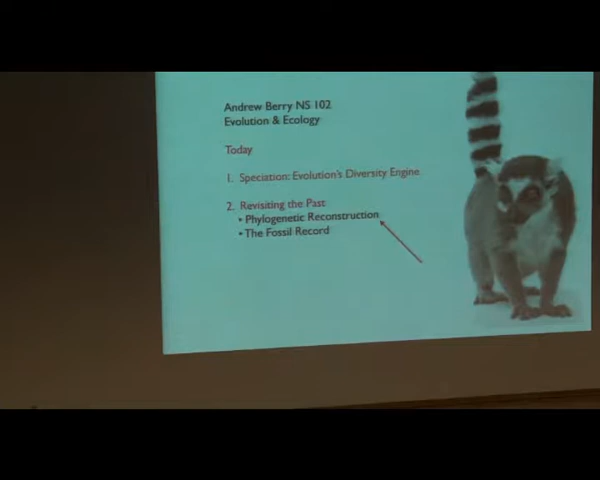 Andrew Berry NS 102
Evolution & Ecology
Today
1. Speciation: Evolution's Diversity Engine
2. Revisiting the Past
• Phylogenetic Reconstruction
• The Fossil Record